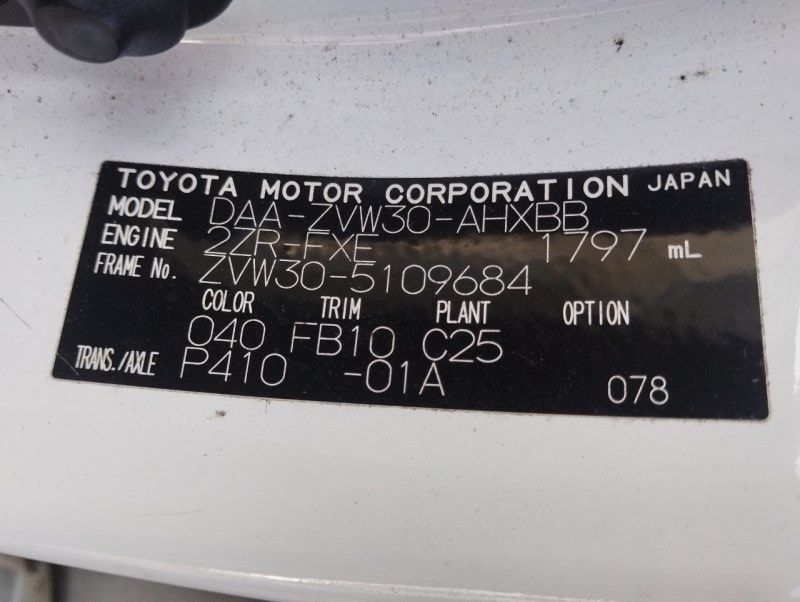 TOYOTA MOTOR CORPORATION JAPAN
MODEL DAA-ZVW30-AHXBB
ENGINE 2ZR-FXE 1797 mL
FRAME No. ZVW30-5109684
COLOR TRIM PLANT OPTION
040 FB10 C25
TRANS./AXLE P410 -01A 078